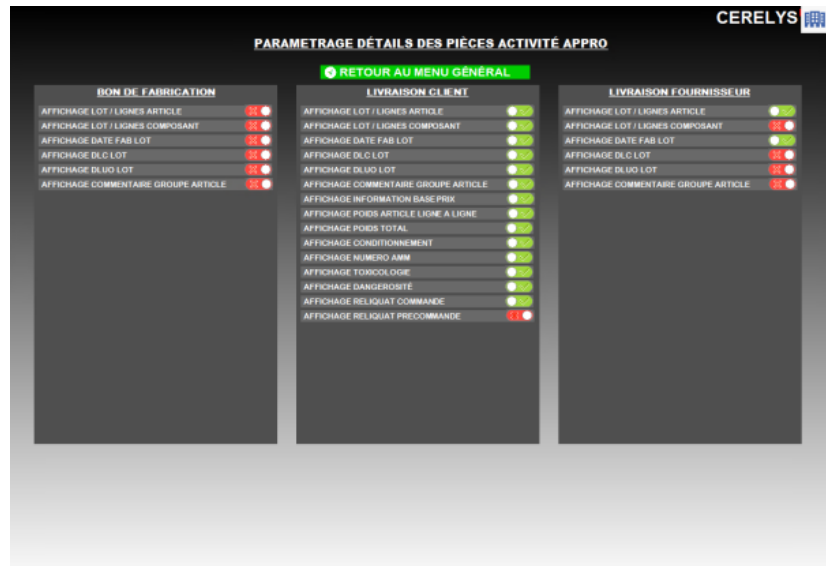 CERELYS
PARAMETRAGE DÉTAILS DES PIÈCES ACTIVITÉ APPRO
RETOUR AU MENU GÉNÉRAL
BON DE FABRICATION
AFFICHAGE LOT / LIGNES ARTICLE
AFFICHAGE LOT / LIGNES COMPOSANT
AFFICHAGE DATE FAB LOT
AFFICHAGE DLC LOT
AFFICHAGE DLUO LOT
AFFICHAGE COMMENTAIRE GROUPE ARTICLE
LIVRAISON CLIENT
AFFICHAGE LOT / LIGNES ARTICLE
AFFICHAGE LOT / LIGNES COMPOSANT
AFFICHAGE DATE FAB LOT
AFFICHAGE DLC LOT
AFFICHAGE DLUO LOT
AFFICHAGE COMMENTAIRE GROUPE ARTICLE
AFFICHAGE INFORMATION BASE PRIX
AFFICHAGE POIDS ARTICLE LIGNE A LIGNE
AFFICHAGE POIDS TOTAL
AFFICHAGE CONDITIONNEMENT
AFFICHAGE NUMERO AMM
AFFICHAGE TOXICOLOGIE
AFFICHAGE DANGEROSITÉ
AFFICHAGE RELIQUAT COMMANDE
AFFICHAGE RELIQUAT PRECOMMANDE
LIVRAISON FOURNISSEUR
AFFICHAGE LOT / LIGNES ARTICLE
AFFICHAGE LOT / LIGNES COMPOSANT
AFFICHAGE DATE FAB LOT
AFFICHAGE DLC LOT
AFFICHAGE DLUO LOT
AFFICHAGE COMMENTAIRE GROUPE ARTICLE